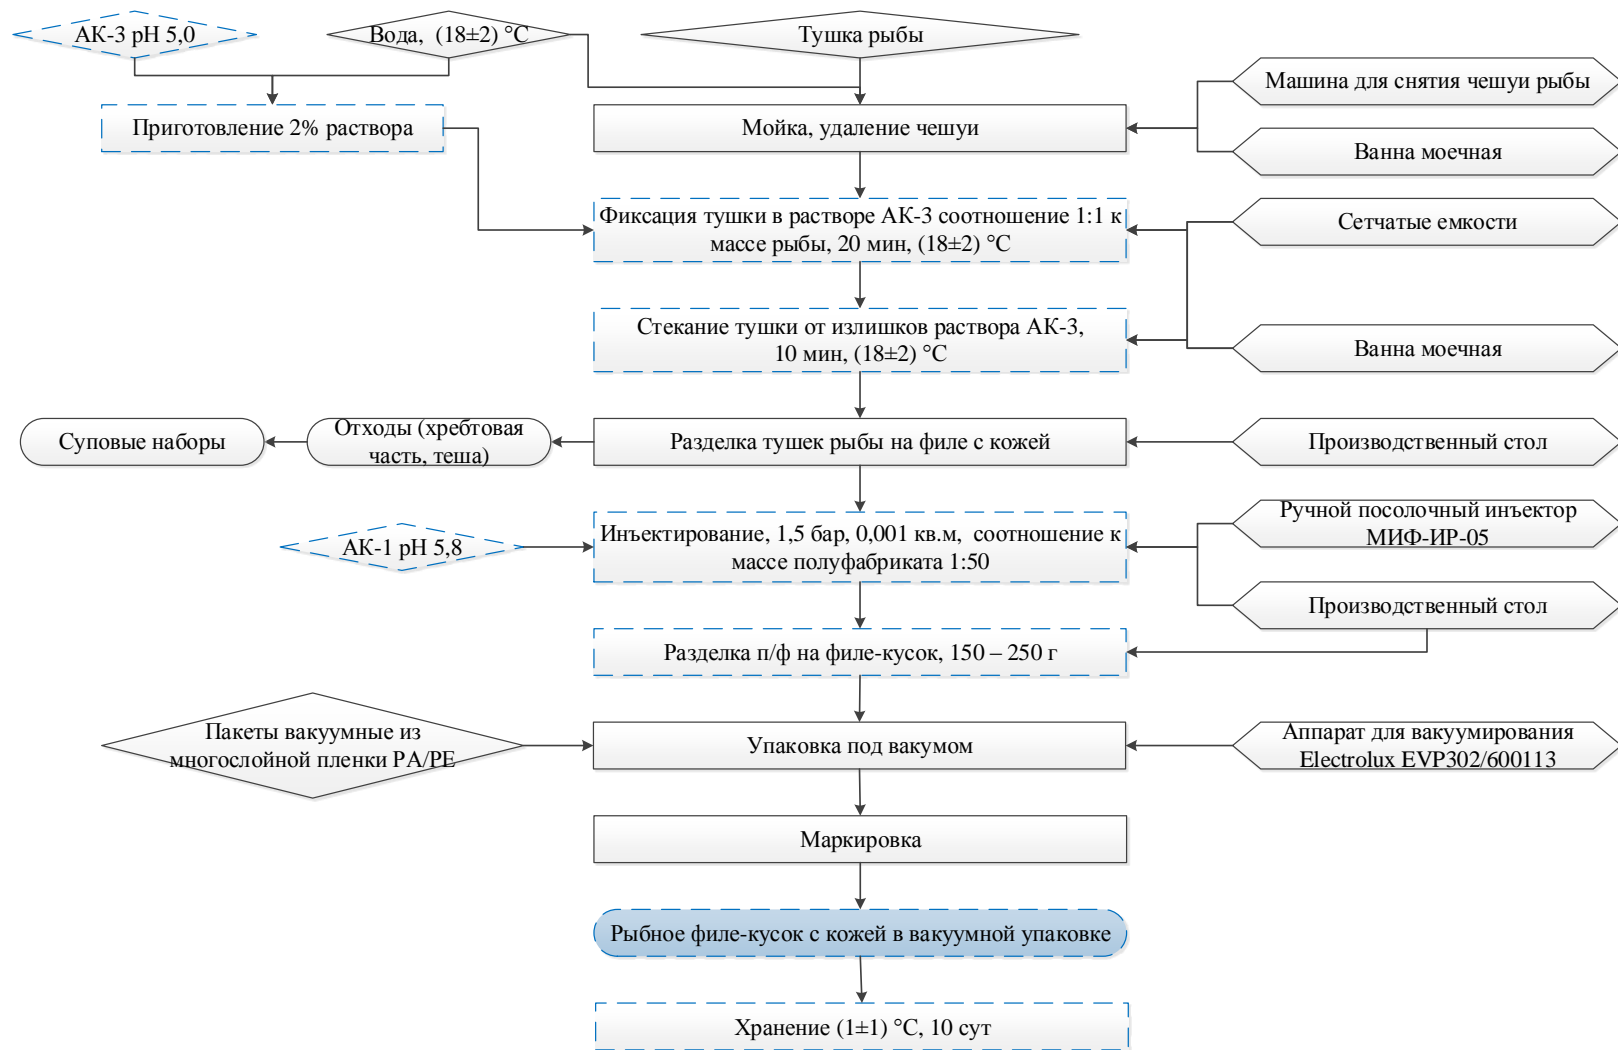 АК-3 pH 5,0
Вода, (18±2) °C
Тушка рыбы
Машина для снятия чешуи рыбы
Приготовление 2% раствора
Мойка, удаление чешуи
Ванна моечная
Фиксация тушки в растворе АК-3 соотношение 1:1 к
массе рыбы, 20 мин, (18±2) °C
Сетчатые емкости
Стекание тушки от излишков раствора АК-3,
10 мин, (18±2) °C
Ванна моечная
Суповые наборы
Отходы (хребтовая
часть, теша)
Разделка тушек рыбы на филе с кожей
Производственный стол
АК-1 pH 5,8
Инъектирование, 1,5 бар, 0,001 кв.м, соотношение к
массе полуфабриката 1:50
Ручной посолочный инъектор
МИФ-ИР-05
Производственный стол
Разделка п/ф на филе-кусок, 150 – 250 г
Пакеты вакуумные из
многослойной пленки PA/PE
Упаковка под вакумом
Аппарат для вакуумирования
Electrolux EVP302/600113
Маркировка
Рыбное филе-кусок с кожей в вакуумной упаковке
Хранение (1±1) °C, 10 сут